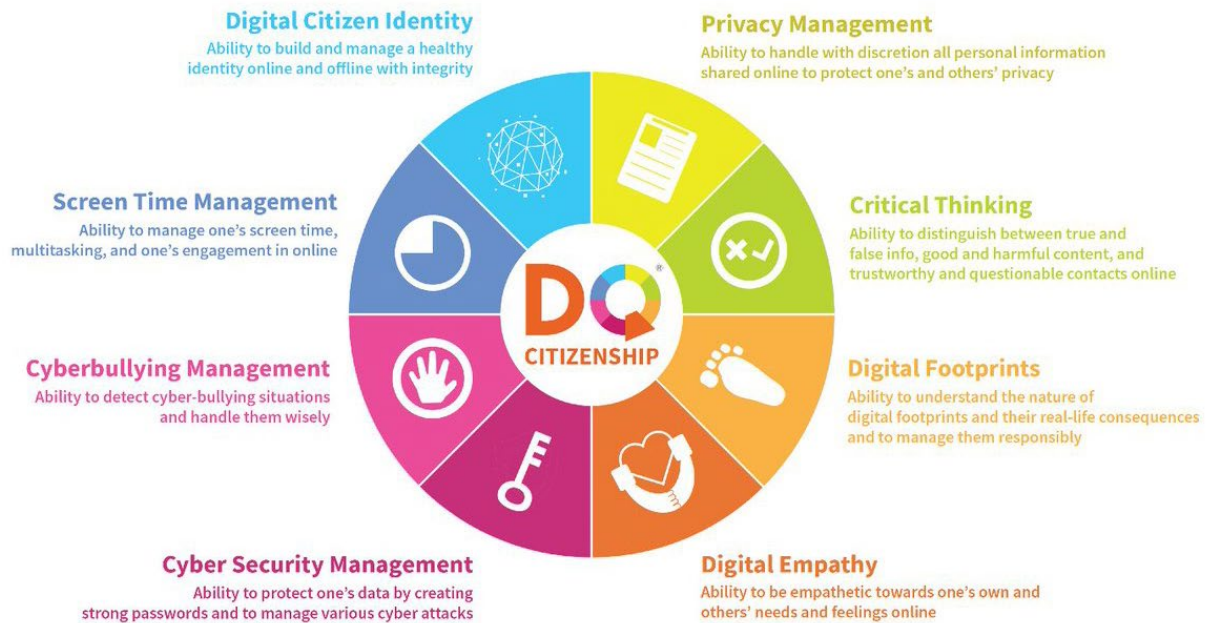 Digital Citizen Identity
Ability to build and manage a healthy
identity online and offline with integrity
Privacy Management
Ability to handle with discretion all personal information
shared online to protect one's and others' privacy
Screen Time Management
Ability to manage one's screen time,
multitasking, and one's engagement in online
Critical Thinking
Ability to distinguish between true and
false info, good and harmful content, and
trustworthy and questionable contacts online
DQ®
CITIZENSHIP
Cyberbullying Management
Ability to detect cyber-bullying situations
and handle them wisely
Digital Footprints
Ability to understand the nature of
digital footprints and their real-life consequences
and to manage them responsibly
Cyber Security Management
Ability to protect one's data by creating
strong passwords and to manage various cyber attacks
Digital Empathy
Ability to be empathetic towards one's own and
others' needs and feelings online